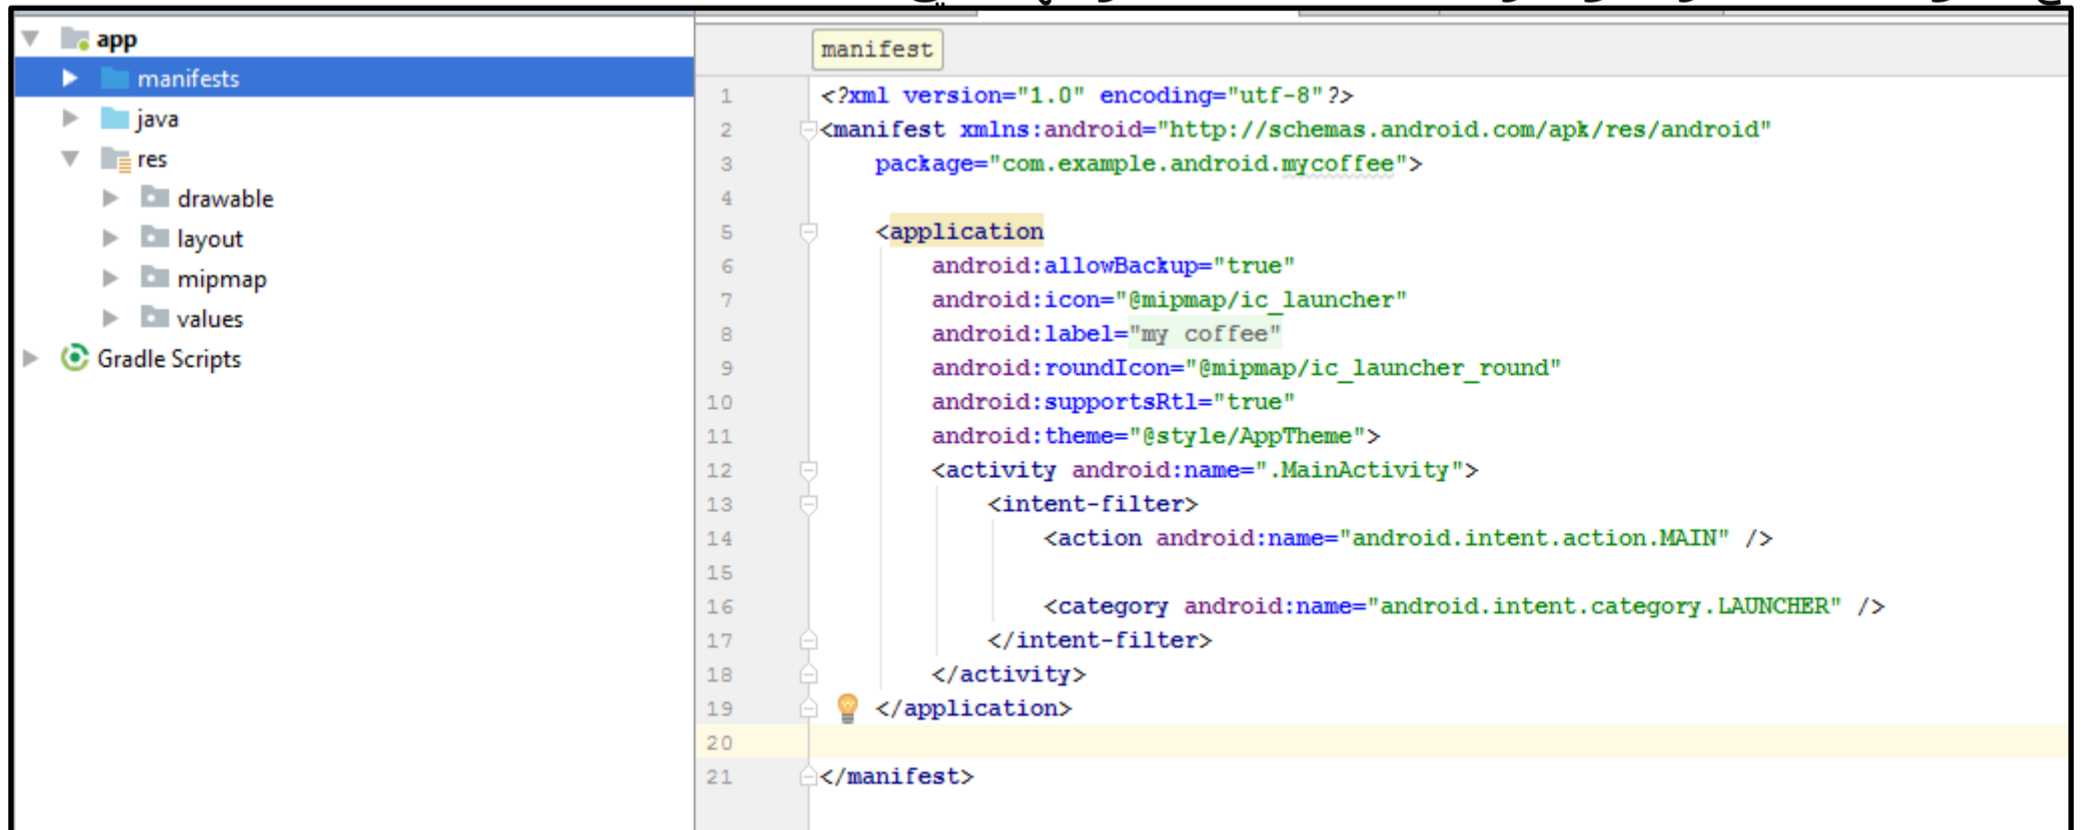 app
manifests
java
res
drawable
layout
mipmap
values
Gradle Scripts
manifest
1 <?xml version="1.0" encoding="utf-8"?>
2 <manifest xmlns:android="http://schemas.android.com/apk/res/android"
3 package="com.example.android.mycoffee">
4
5 <application
6 android:allowBackup="true"
7 android:icon="@mipmap/ic_launcher"
8 android:label="my coffee"
9 android:roundIcon="@mipmap/ic_launcher_round"
10 android:supportsRtl="true"
11 android:theme="@style/AppTheme">
12 <activity android:name=".MainActivity">
13 <intent-filter>
14 <action android:name="android.intent.action.MAIN" />
15
16 <category android:name="android.intent.category.LAUNCHER" />
17 </intent-filter>
18 </activity>
19 </application>
20
21 </manifest>